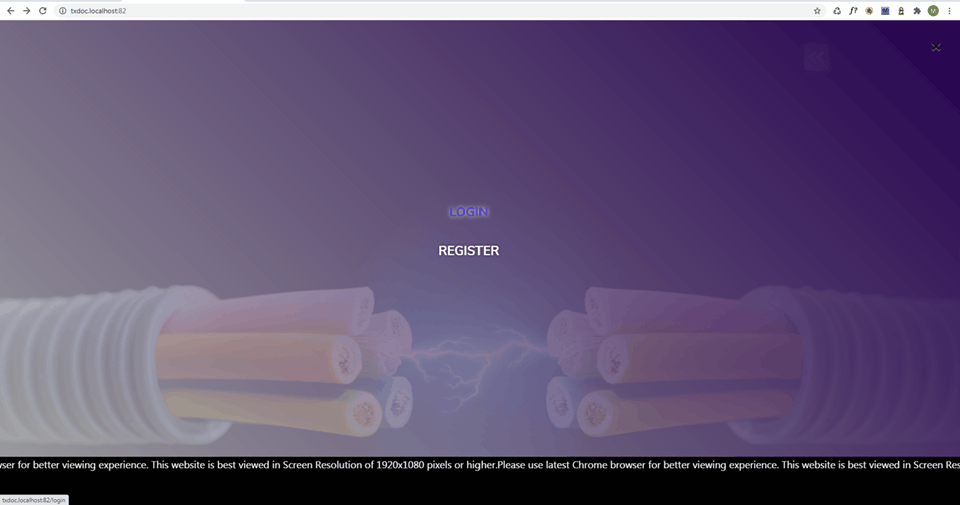 txdoc.localhost:82
LOGIN
REGISTER
wser for better viewing experience. This website is best viewed in Screen Resolution of 1920x1080 pixels or higher.Please use latest Chrome browser for better viewing experience. This website is best viewed in Screen Res
txdoc.localhost:82/login